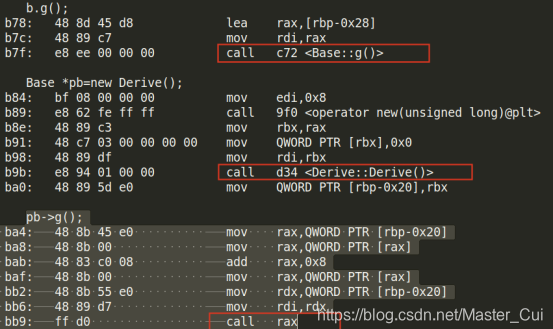 b.g();
b78: 48 8d 45 d8 lea rax,[rbp-0x28]
b7c: 48 89 c7 mov rdi,rax
b7f: e8 ee 00 00 00 call c72 <Base::g()>
Base *pb=new Derive();
b84: bf 08 00 00 00 mov edi,0x8
b89: e8 62 fe ff ff call 9f0 <operator new(unsigned long)@plt>
b8e: 48 89 c3 mov rbx,rax
b91: 48 c7 03 00 00 00 00 mov QWORD PTR [rbx],0
b98: 48 89 df mov rdi,rbx
b9b: e8 94 01 00 00 call d34 <Derive::Derive()>
ba0: 48 89 5d e0 mov QWORD PTR [rbp-0x20],rbx
pb->g();
ba4: 48 8b 45 e0 mov rax,QWORD PTR [rbp-0x20]
ba8: 48 8b 00 mov rax,QWORD PTR [rax]
bab: 48 83 c0 08 add rax,0x8
baf: 48 8b 00 mov rax,QWORD PTR [rax]
bb2: 48 8b 55 e0 mov rdx,QWORD PTR [rbp-0x20]
bb6: 48 89 d7 mov rdi,rdx
bb9: ff d0 call rax
https://blog.csdn.net/Master_Cui